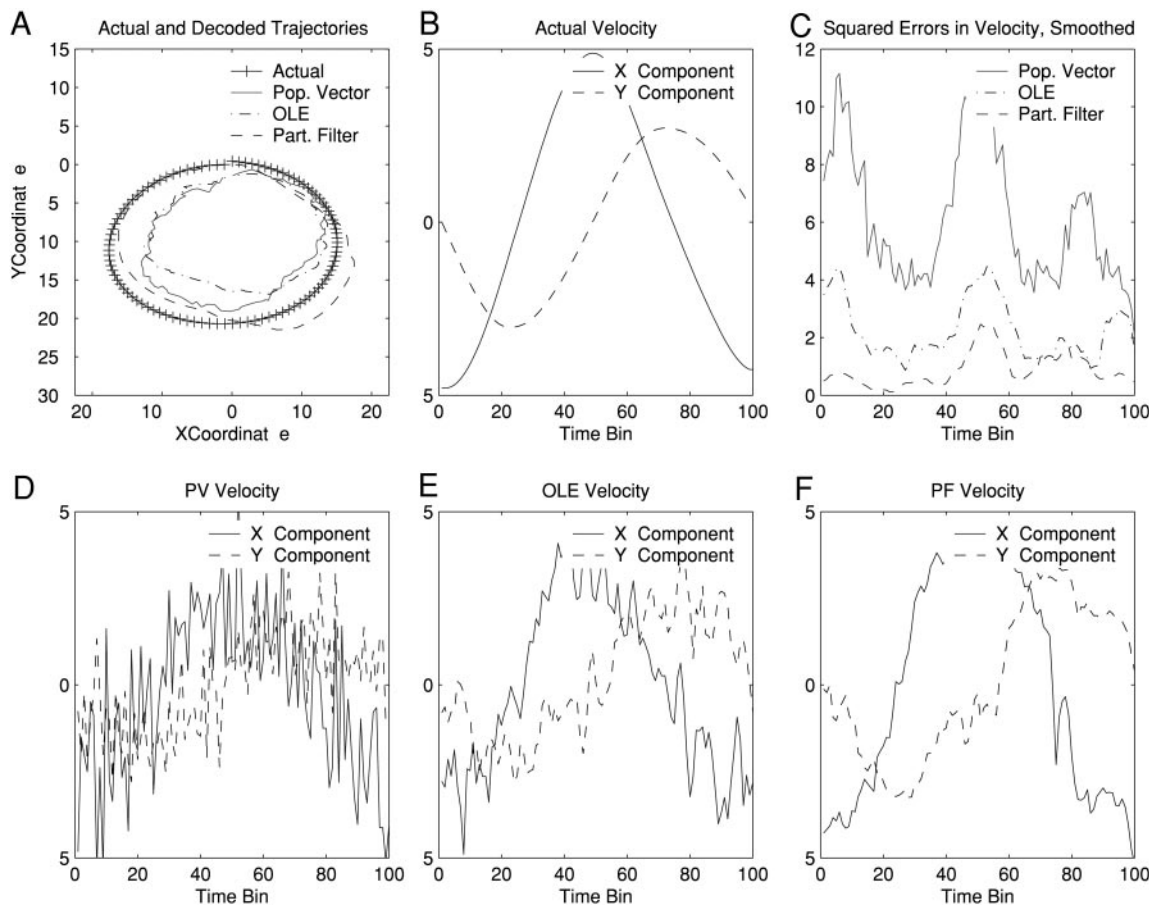 A
Actual and Decoded Trajectories
15
10
5
0
5
10
15
20
25
30
20
10
0
10
20
YCoordinat e
XCoordinat e
Actual
Pop. Vector
OLE
Part. Filter
B
Actual Velocity
5
0
5
0
20
40
60
80
100
Time Bin
X Component
Y Component
C
Squared Errors in Velocity, Smoothed
12
10
8
6
4
2
0
0
20
40
60
80
100
Time Bin
Pop. Vector
OLE
Part. Filter
D
PV Velocity
5
0
5
0
20
40
60
80
100
Time Bin
X Component
Y Component
E
OLE Velocity
5
0
5
0
20
40
60
80
100
Time Bin
X Component
Y Component
F
PF Velocity
5
0
5
0
20
40
60
80
100
Time Bin
X Component
Y Component